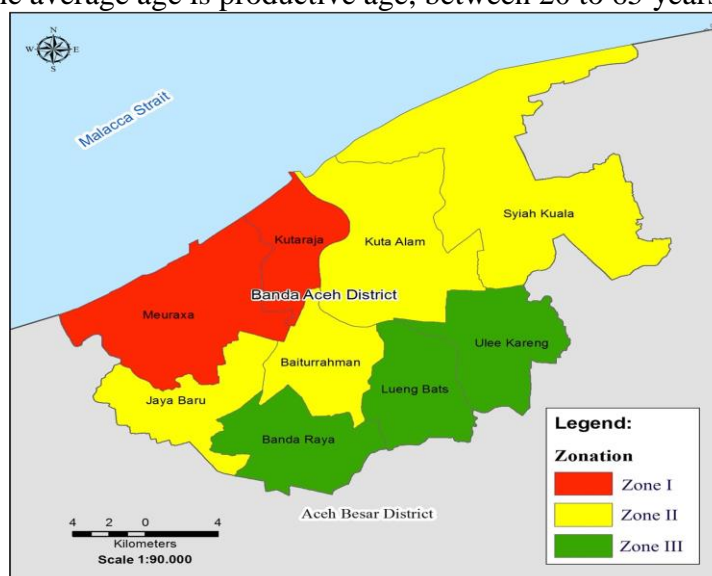 e average age is productive age, between 20 to 65 years
N
W E
S
Malacca Strait
Syiah Kuala
Kutaraja
Kuta Alam
Banda Aceh District
Meuraxa
Ulee Kareng
Baiturrahman
Lueng Bats
Jaya Baru
Banda Raya
Legend:
Zonation
Zone I
Zone II
Zone III
Aceh Besar District
4 2 0 4
Kilometers
Scale 1:90.000